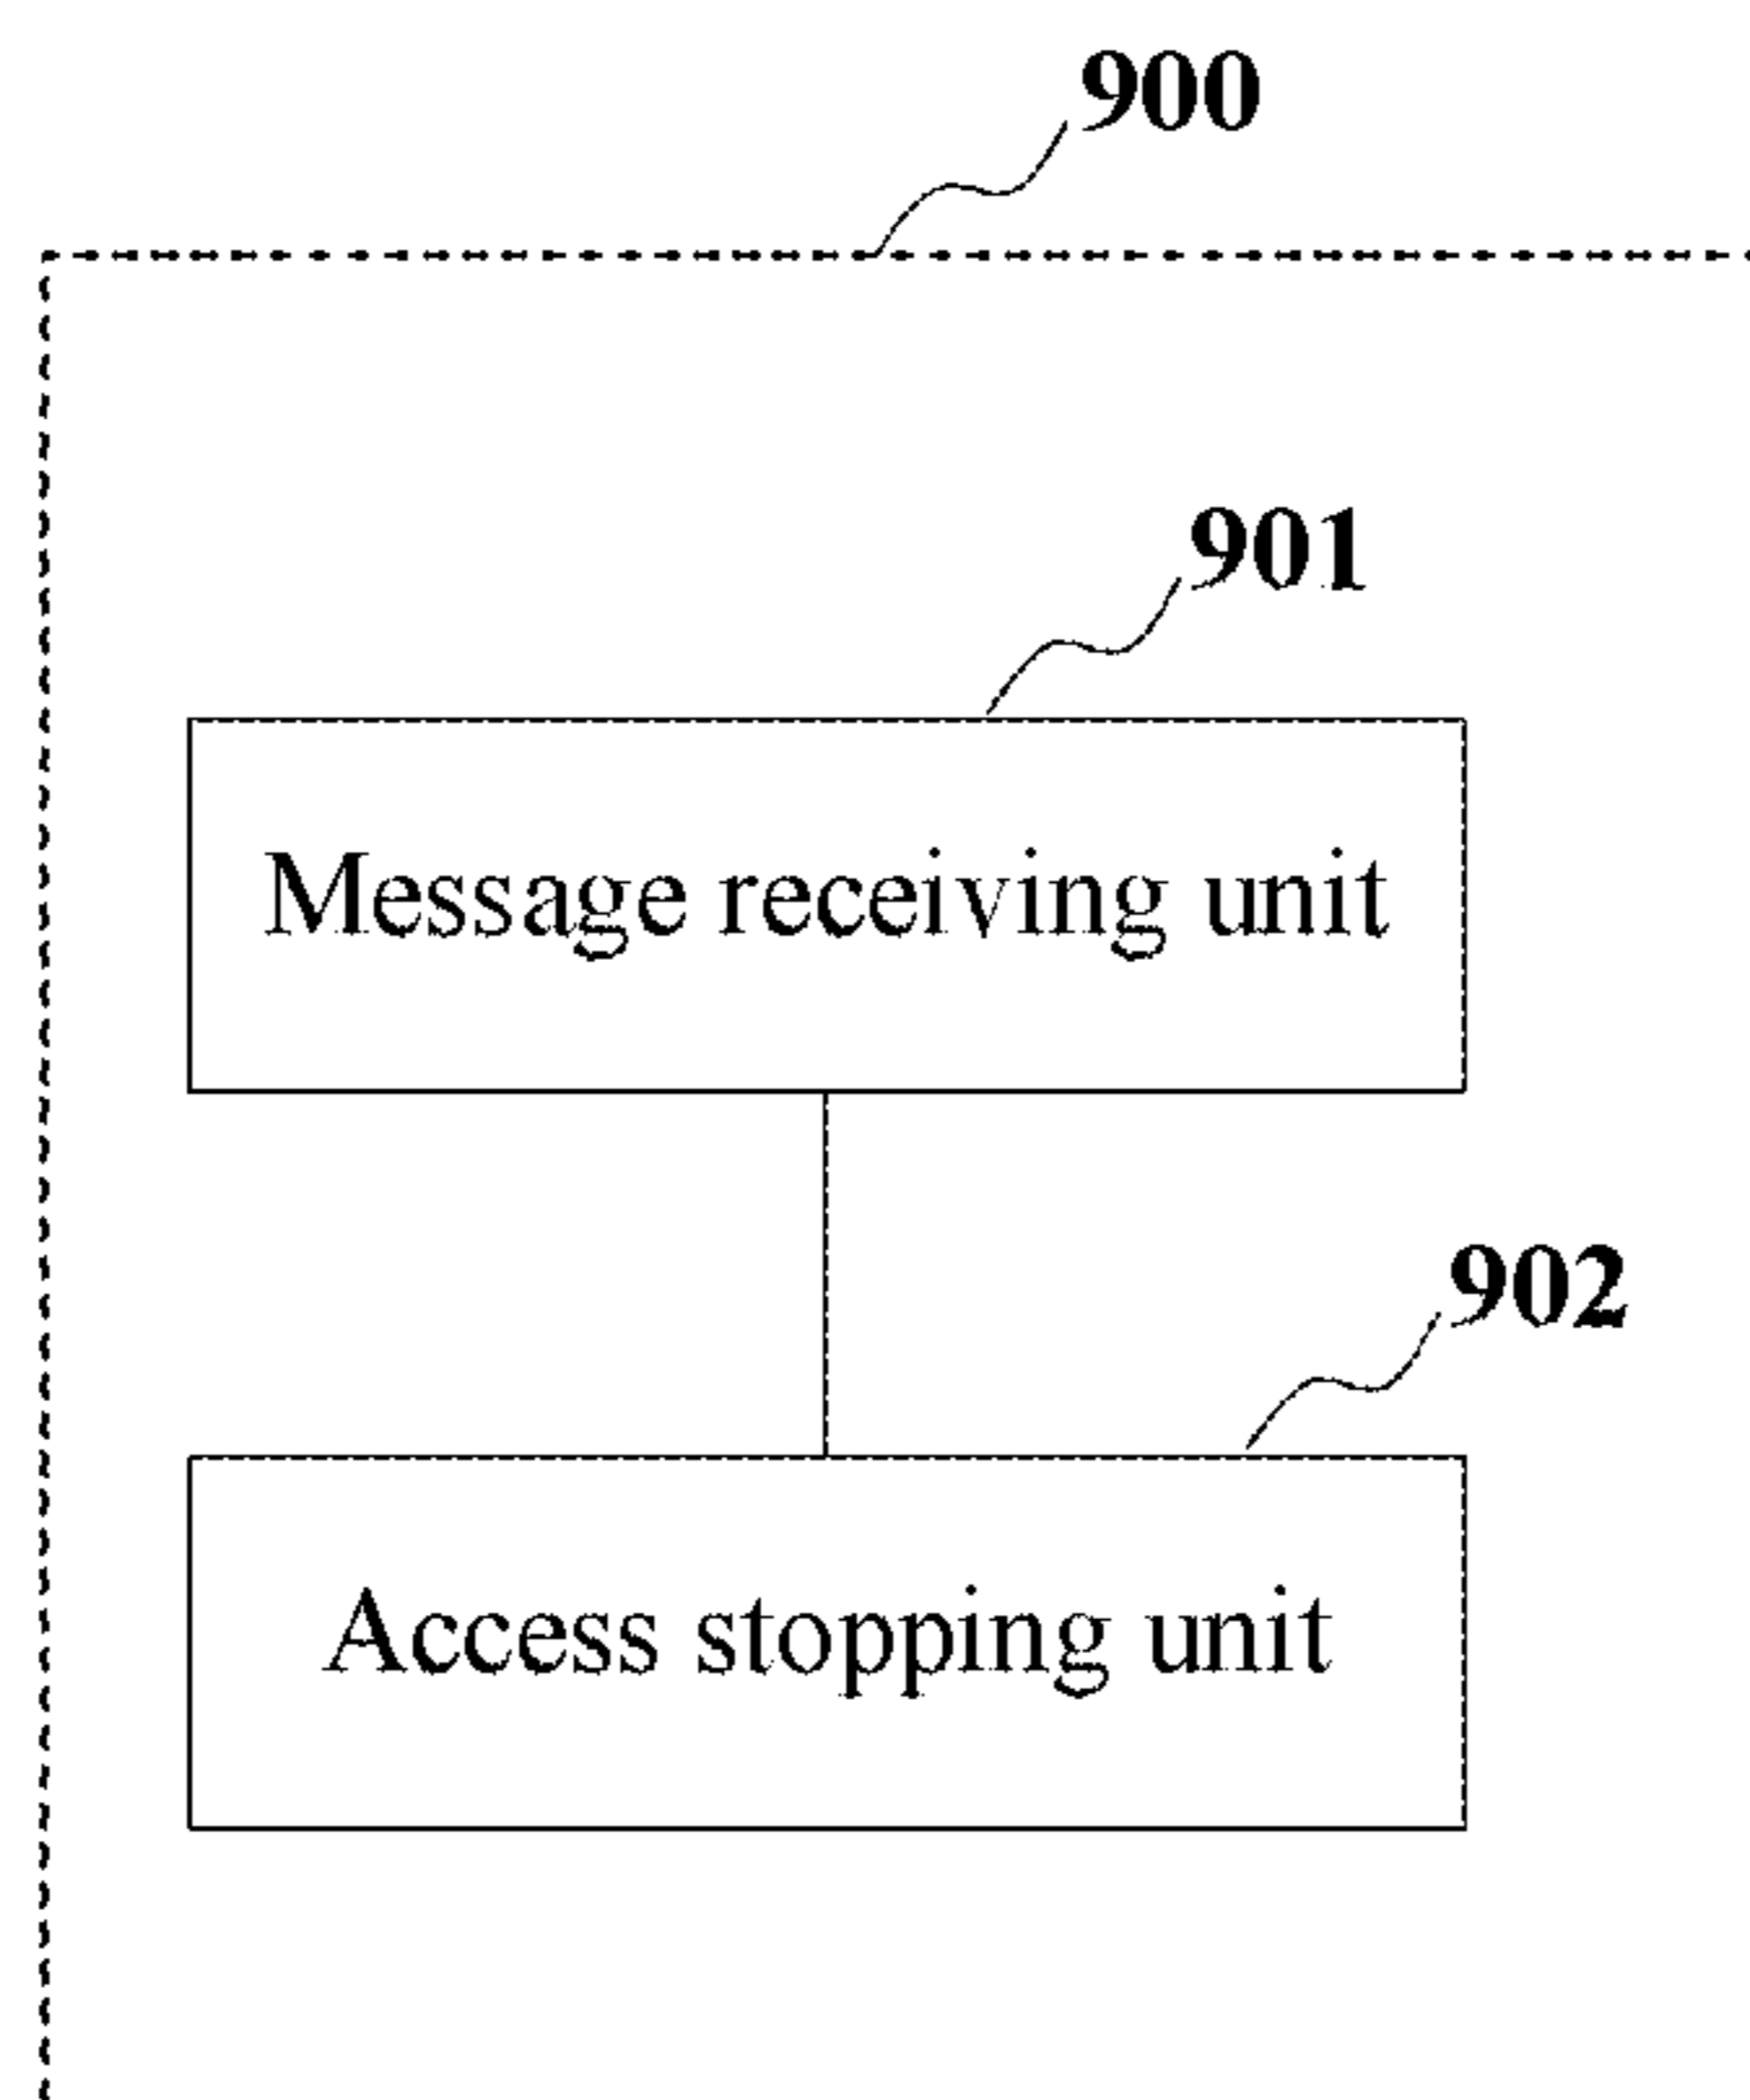 900
901
Message receiving unit
902
Access stopping unit